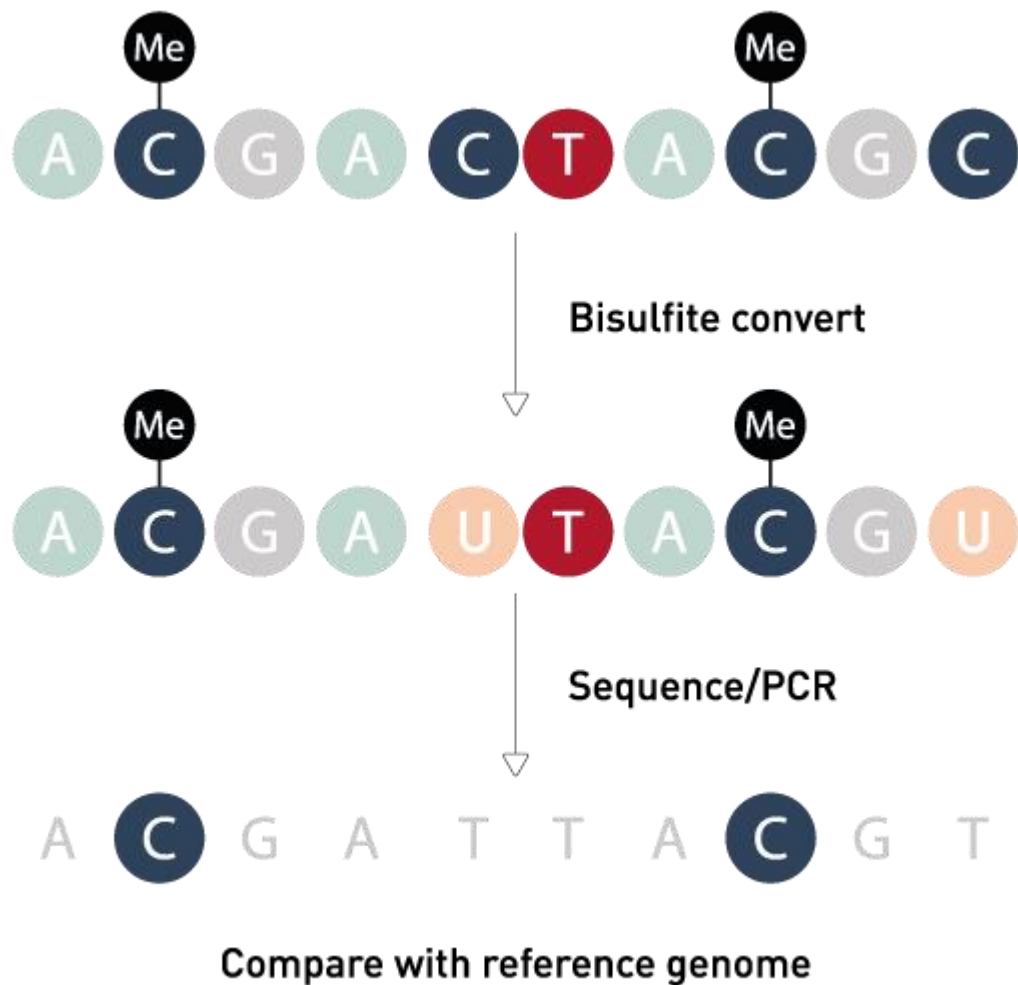 Me Me
A C G A C T A C G C
Bisulfite convert
Me Me
A C G A U T A C G U
Sequence/PCR
A C G A T T A C G T
Compare with reference genome